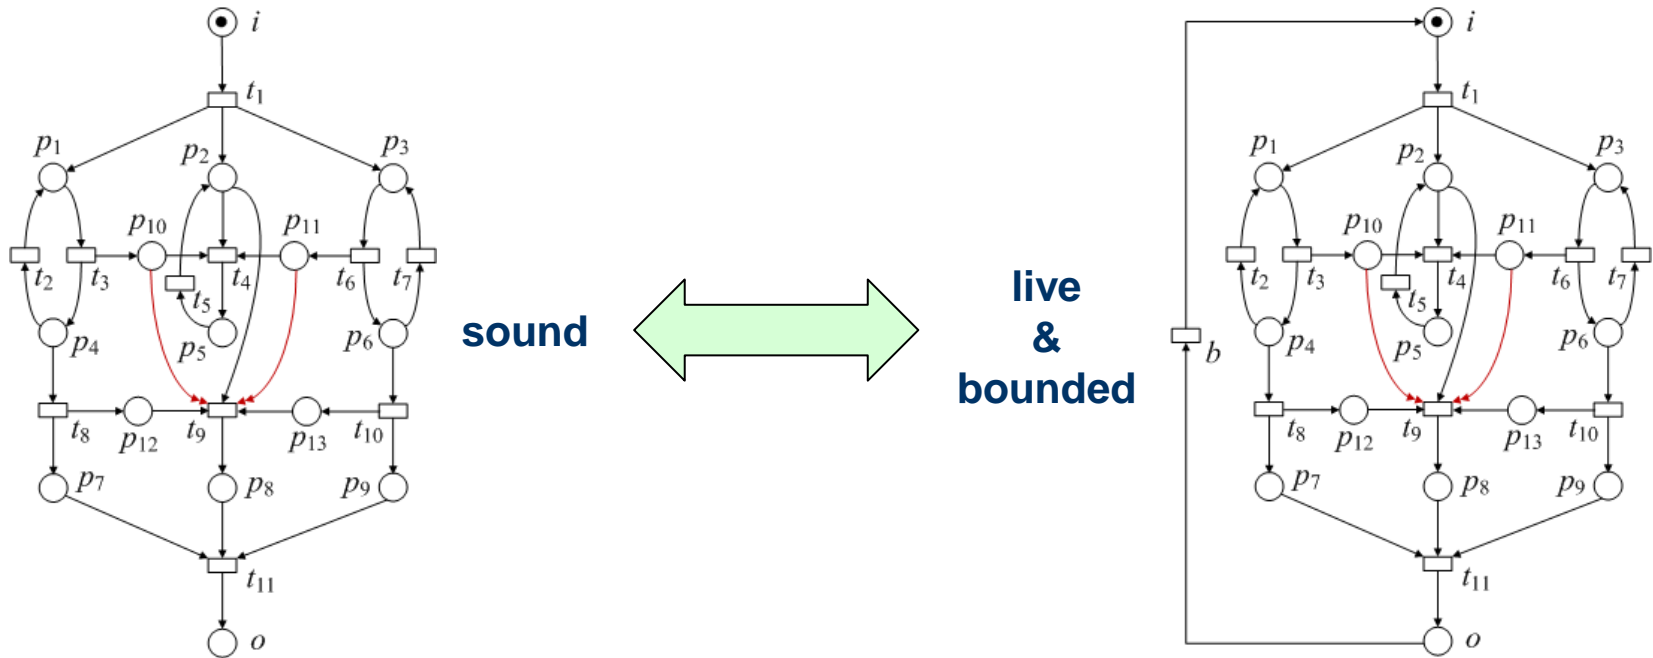 i
t1
p1
p2
p3
p10
p11
t2
t3
t4
t6
t7
t5
p4
p5
p6
t8
p12
t9
p13
t10
p7
p8
p9
t11
o
sound
live
&
bounded
i
t1
p1
p2
p3
p10
p11
t2
t3
t4
t6
t7
t5
p4
p5
p6
b
t8
p12
t9
p13
t10
p7
p8
p9
t11
o